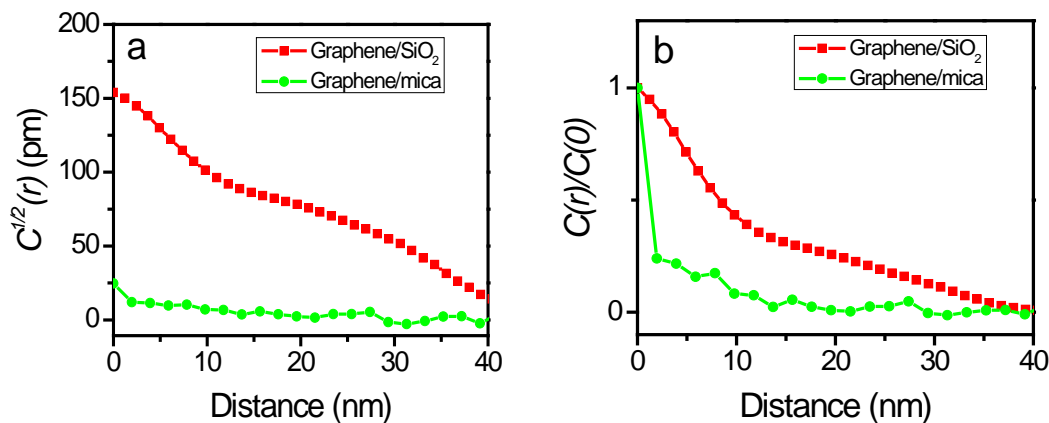 a
Graphene/SiO₂
Graphene/mica
200
150
100
50
0
C^{1/2}(r) (pm)
0 10 20 30 40
Distance (nm)
b
Graphene/SiO₂
Graphene/mica
1
0
C(r)/C(0)
0 10 20 30 40
Distance (nm)